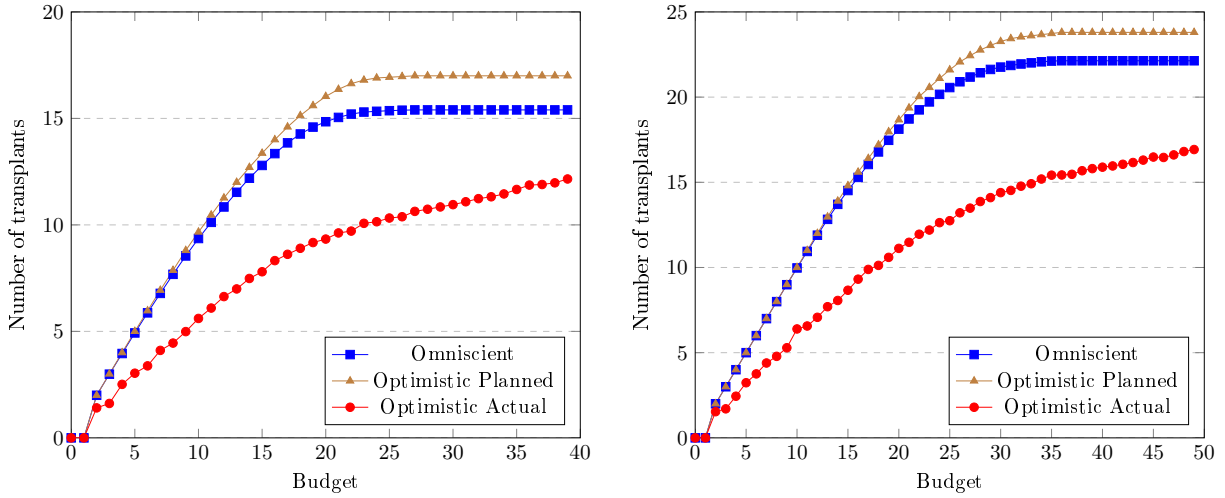 20
15
10
5
0
Number of transplants
Omniscient
Optimistic Planned
Optimistic Actual
0 5 10 15 20 25 30 35 40
Budget
25
20
15
10
5
0
Number of transplants
Omniscient
Optimistic Planned
Optimistic Actual
0 5 10 15 20 25 30 35 40 45 50
Budget